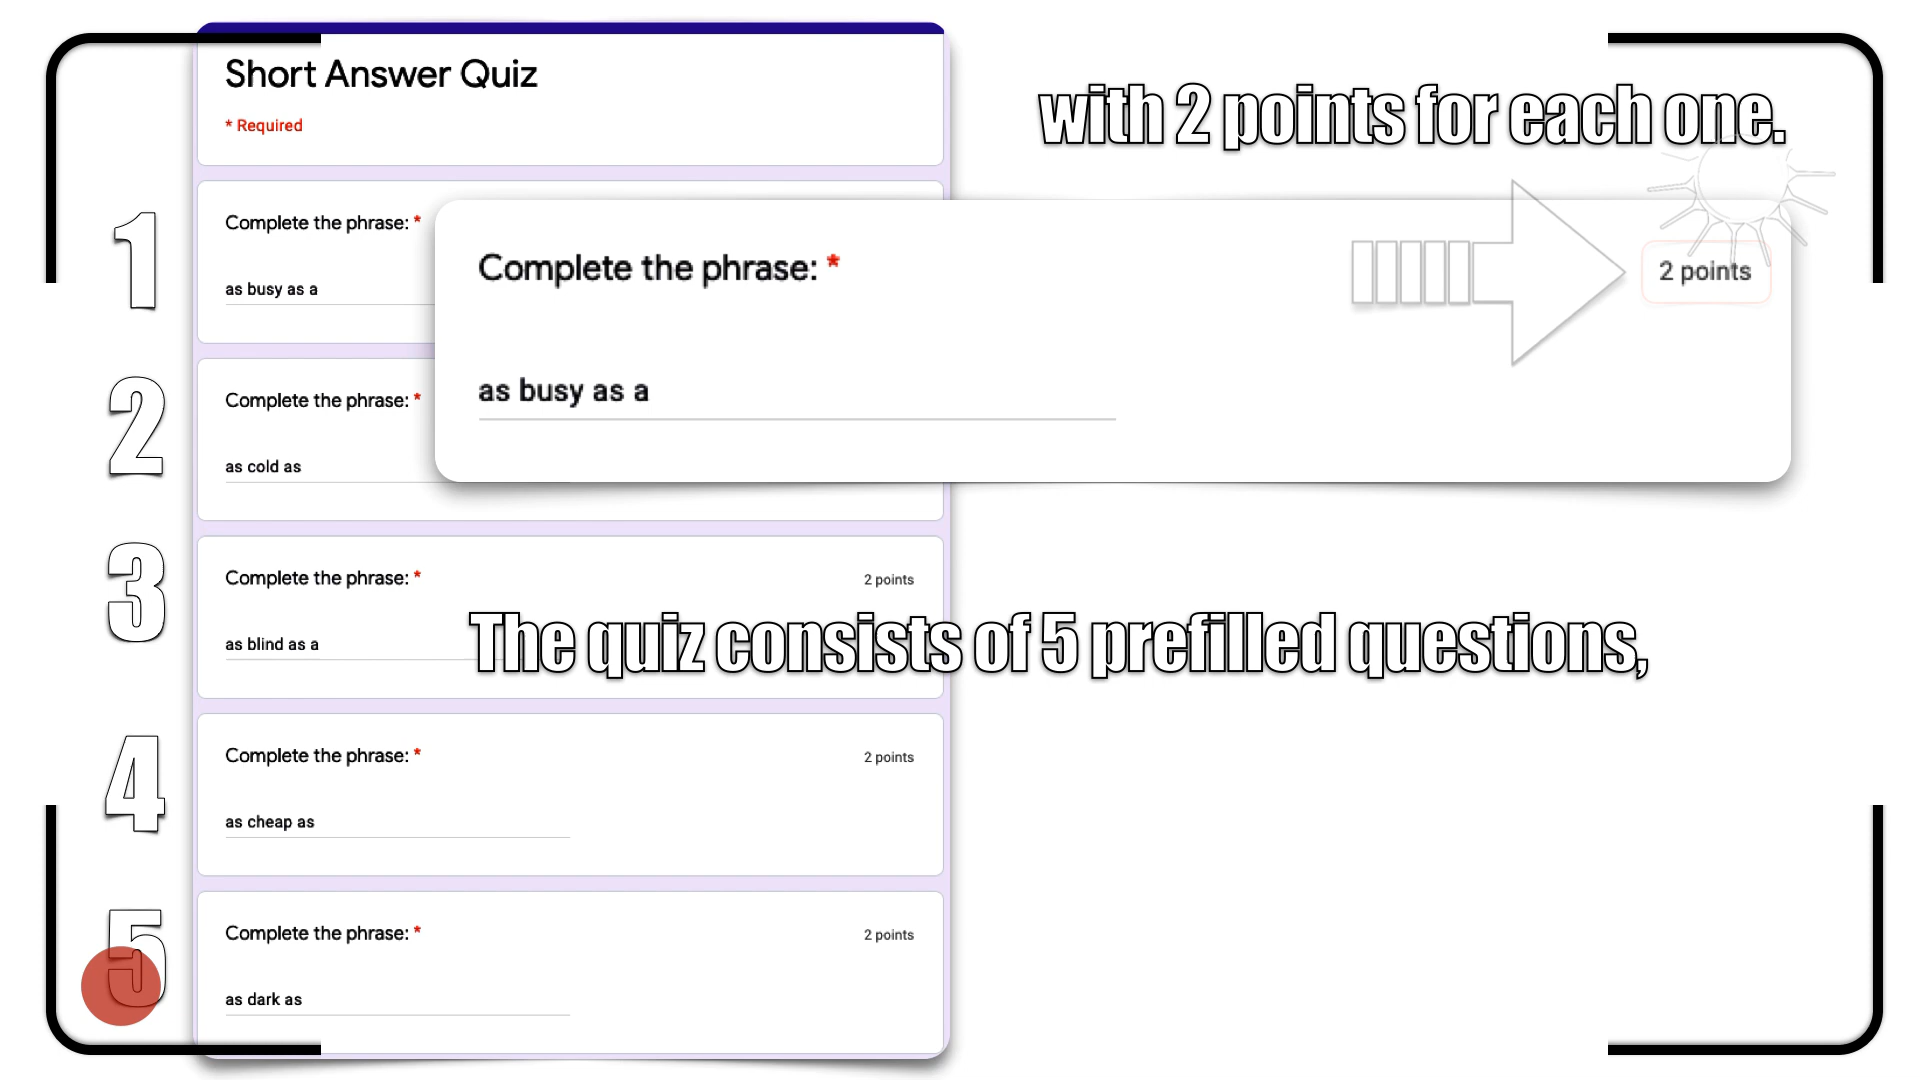 Short Answer Quiz
* Required
with 2 points for each one.
1
Complete the phrase: *
as busy as a
Complete the phrase: *
2 points
as busy as a
2
Complete the phrase: *
as cold as
3
Complete the phrase: *
2 points
as blind as a
The quiz consists of 5 prefilled questions,
4
Complete the phrase: *
2 points
as cheap as
5
Complete the phrase: *
2 points
as dark as